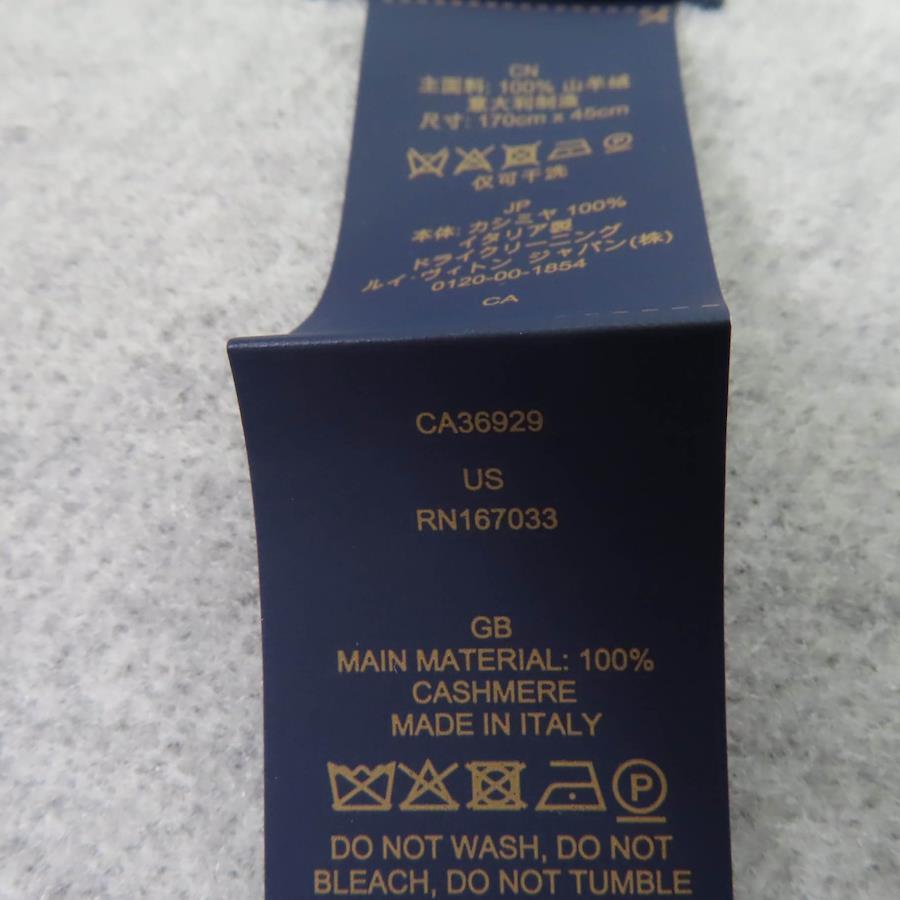 CN
主面料: 100% 山羊绒
意大利制造
尺寸: 170cm x 45cm
仅可干洗
JP
本体: カシミヤ 100%
イタリア製
ドライクリーニング
ルイ・ヴィトン ジャパン(株)
0120-00-1854
CA
CA36929
US
RN167033
GB
MAIN MATERIAL: 100%
CASHMERE
MADE IN ITALY
P
DO NOT WASH, DO NOT
BLEACH, DO NOT TUMBLE